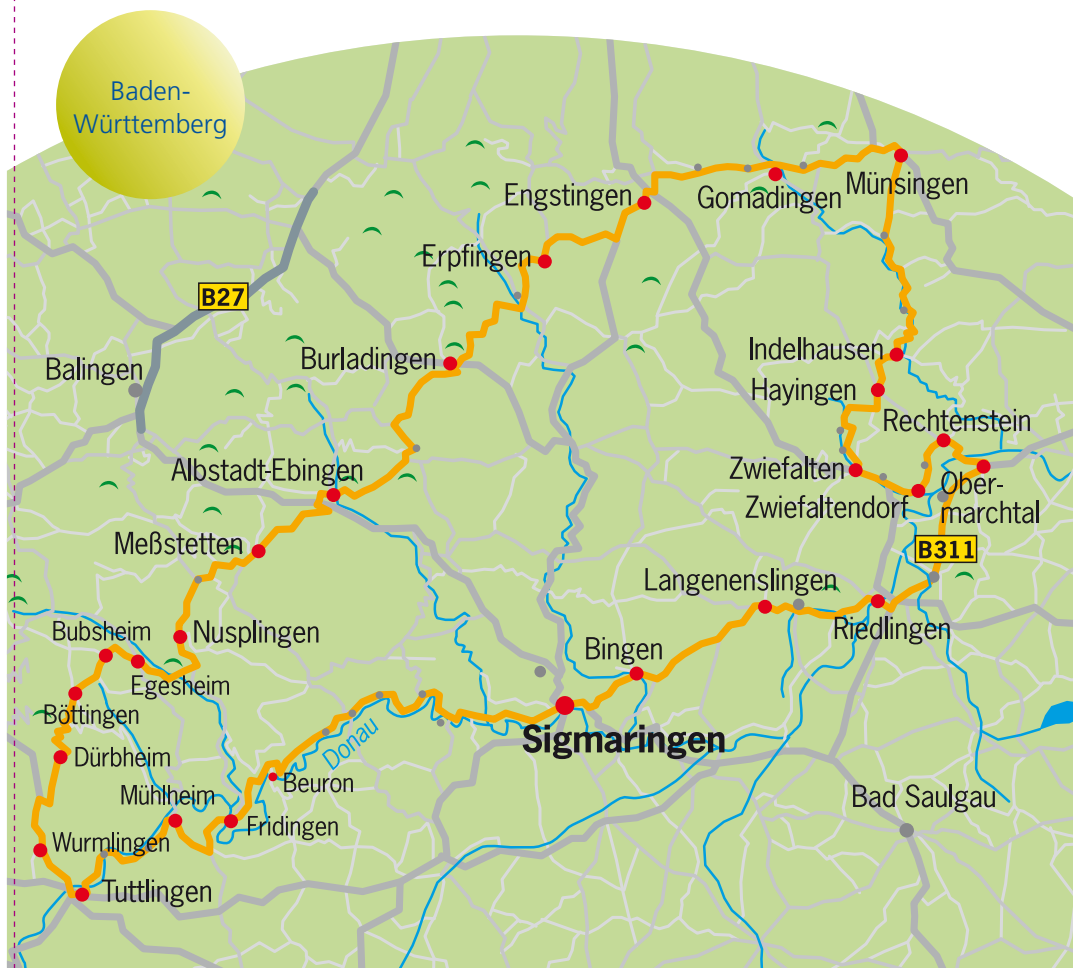 Baden-
Württemberg
Engstingen
Gomadingen
Münsingen
Erpfingen
B27
Balingen
Burladingen
Indelhausen
Hayingen
Rechtenstein
Albstadt-Ebingen
Zwiefalten
Zwiefaltendorf
Ober-
marchtal
Meßstetten
B311
Langenenslingen
Riedlingen
Bubsheim
Nusplingen
Egesheim
Bingen
Böttingen
Sigmaringen
Dürbheim
Donau
Beuron
Mühlheim
Fridingen
Bad Saulgau
Wurmlingen
Tuttlingen